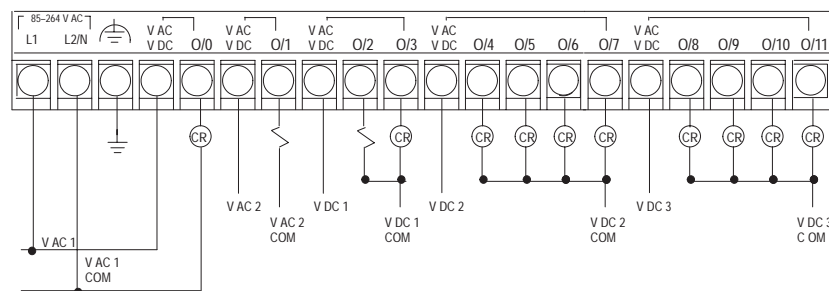 85–264 V AC
L1 L2/N
V AC
V DC O/0
V AC
V DC O/1
V AC
V DC O/2 O/3
V AC
V DC O/4 O/5 O/6 O/7
V AC
V DC O/8 O/9 O/10 O/11
CR CR CR CR CR CR CR CR CR CR
V AC 1
V AC 1
COM
V AC 2
V AC 2
COM
V DC 1
V DC 1
COM
V DC 2
V DC 2
COM
V DC 3
V DC 3
C OM